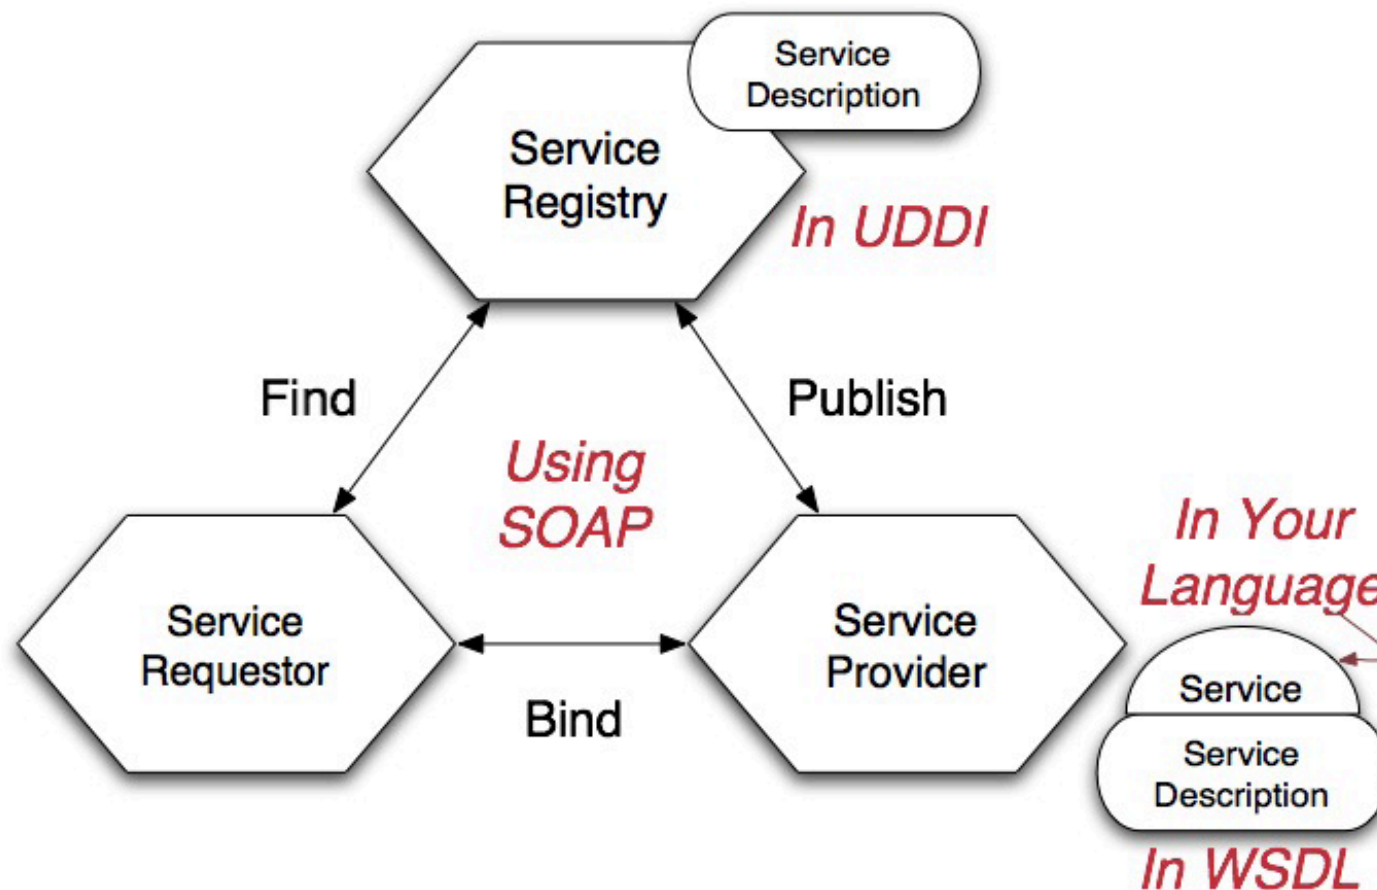 Service
Description
Service
Registry
In UDDI
Find
Publish
Using
SOAP
In Your
Language
Service
Requestor
Service
Provider
Service
Bind
Service
Description
In WSDL